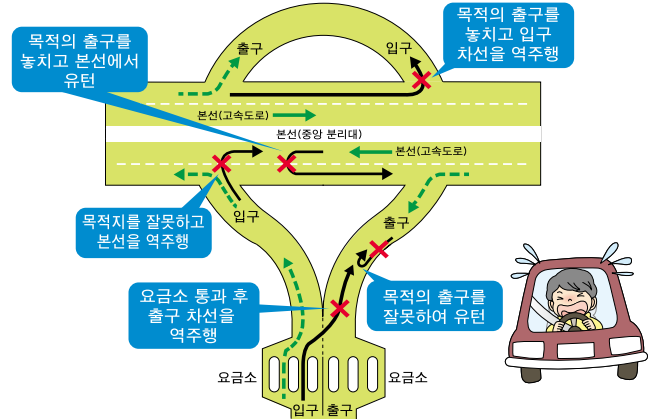 목적의 출구를
놓치고 본선에서
유턴
출구
입구
목적의 출구를
놓치고 입구
차선을 역주행
본선(고속도로)
본선(중앙 분리대)
본선(고속도로)
목적지를 잘못하고
본선을 역주행
입구
출구
요금소 통과 후
출구 차선을
역주행
목적의 출구를
잘못하여 유턴
요금소
요금소
입구
출구